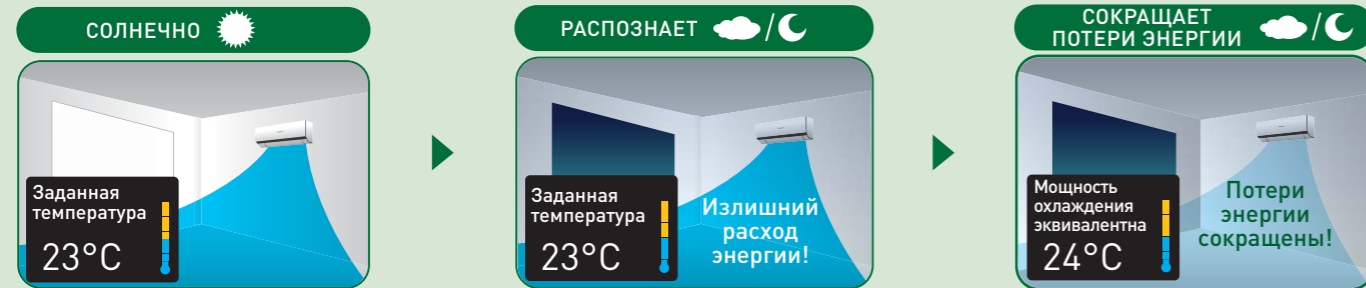 СОЛНЕЧНО
Заданная
температура
23°C
РАСПОЗНАЕТ
/
Заданная
температура
23°C
Излишний
расход
энергии!
СОКРАЩАЕТ
ПОТЕРИ ЭНЕРГИИ
/
Мощность
охлаждения
эквивалентна
24°C
Потери
энергии
сокращены!